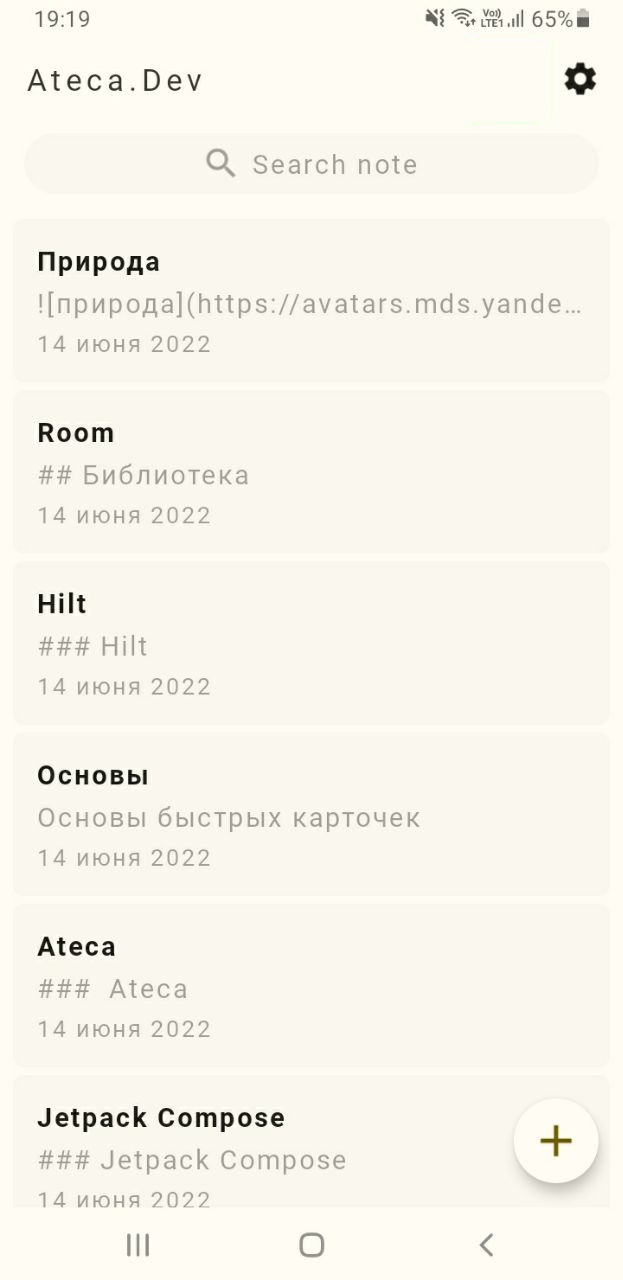 19:19
Vo)) LTE1 65%
Ateca.Dev
Search note
Природа
![природа](https://avatars.mds.yande...
14 июня 2022
Room
## Библиотека
14 июня 2022
Hilt
### Hilt
14 июня 2022
Основы
Основы быстрых карточек
14 июня 2022
Ateca
###  Ateca
14 июня 2022
Jetpack Compose
### Jetpack Compose
14 июня 2022